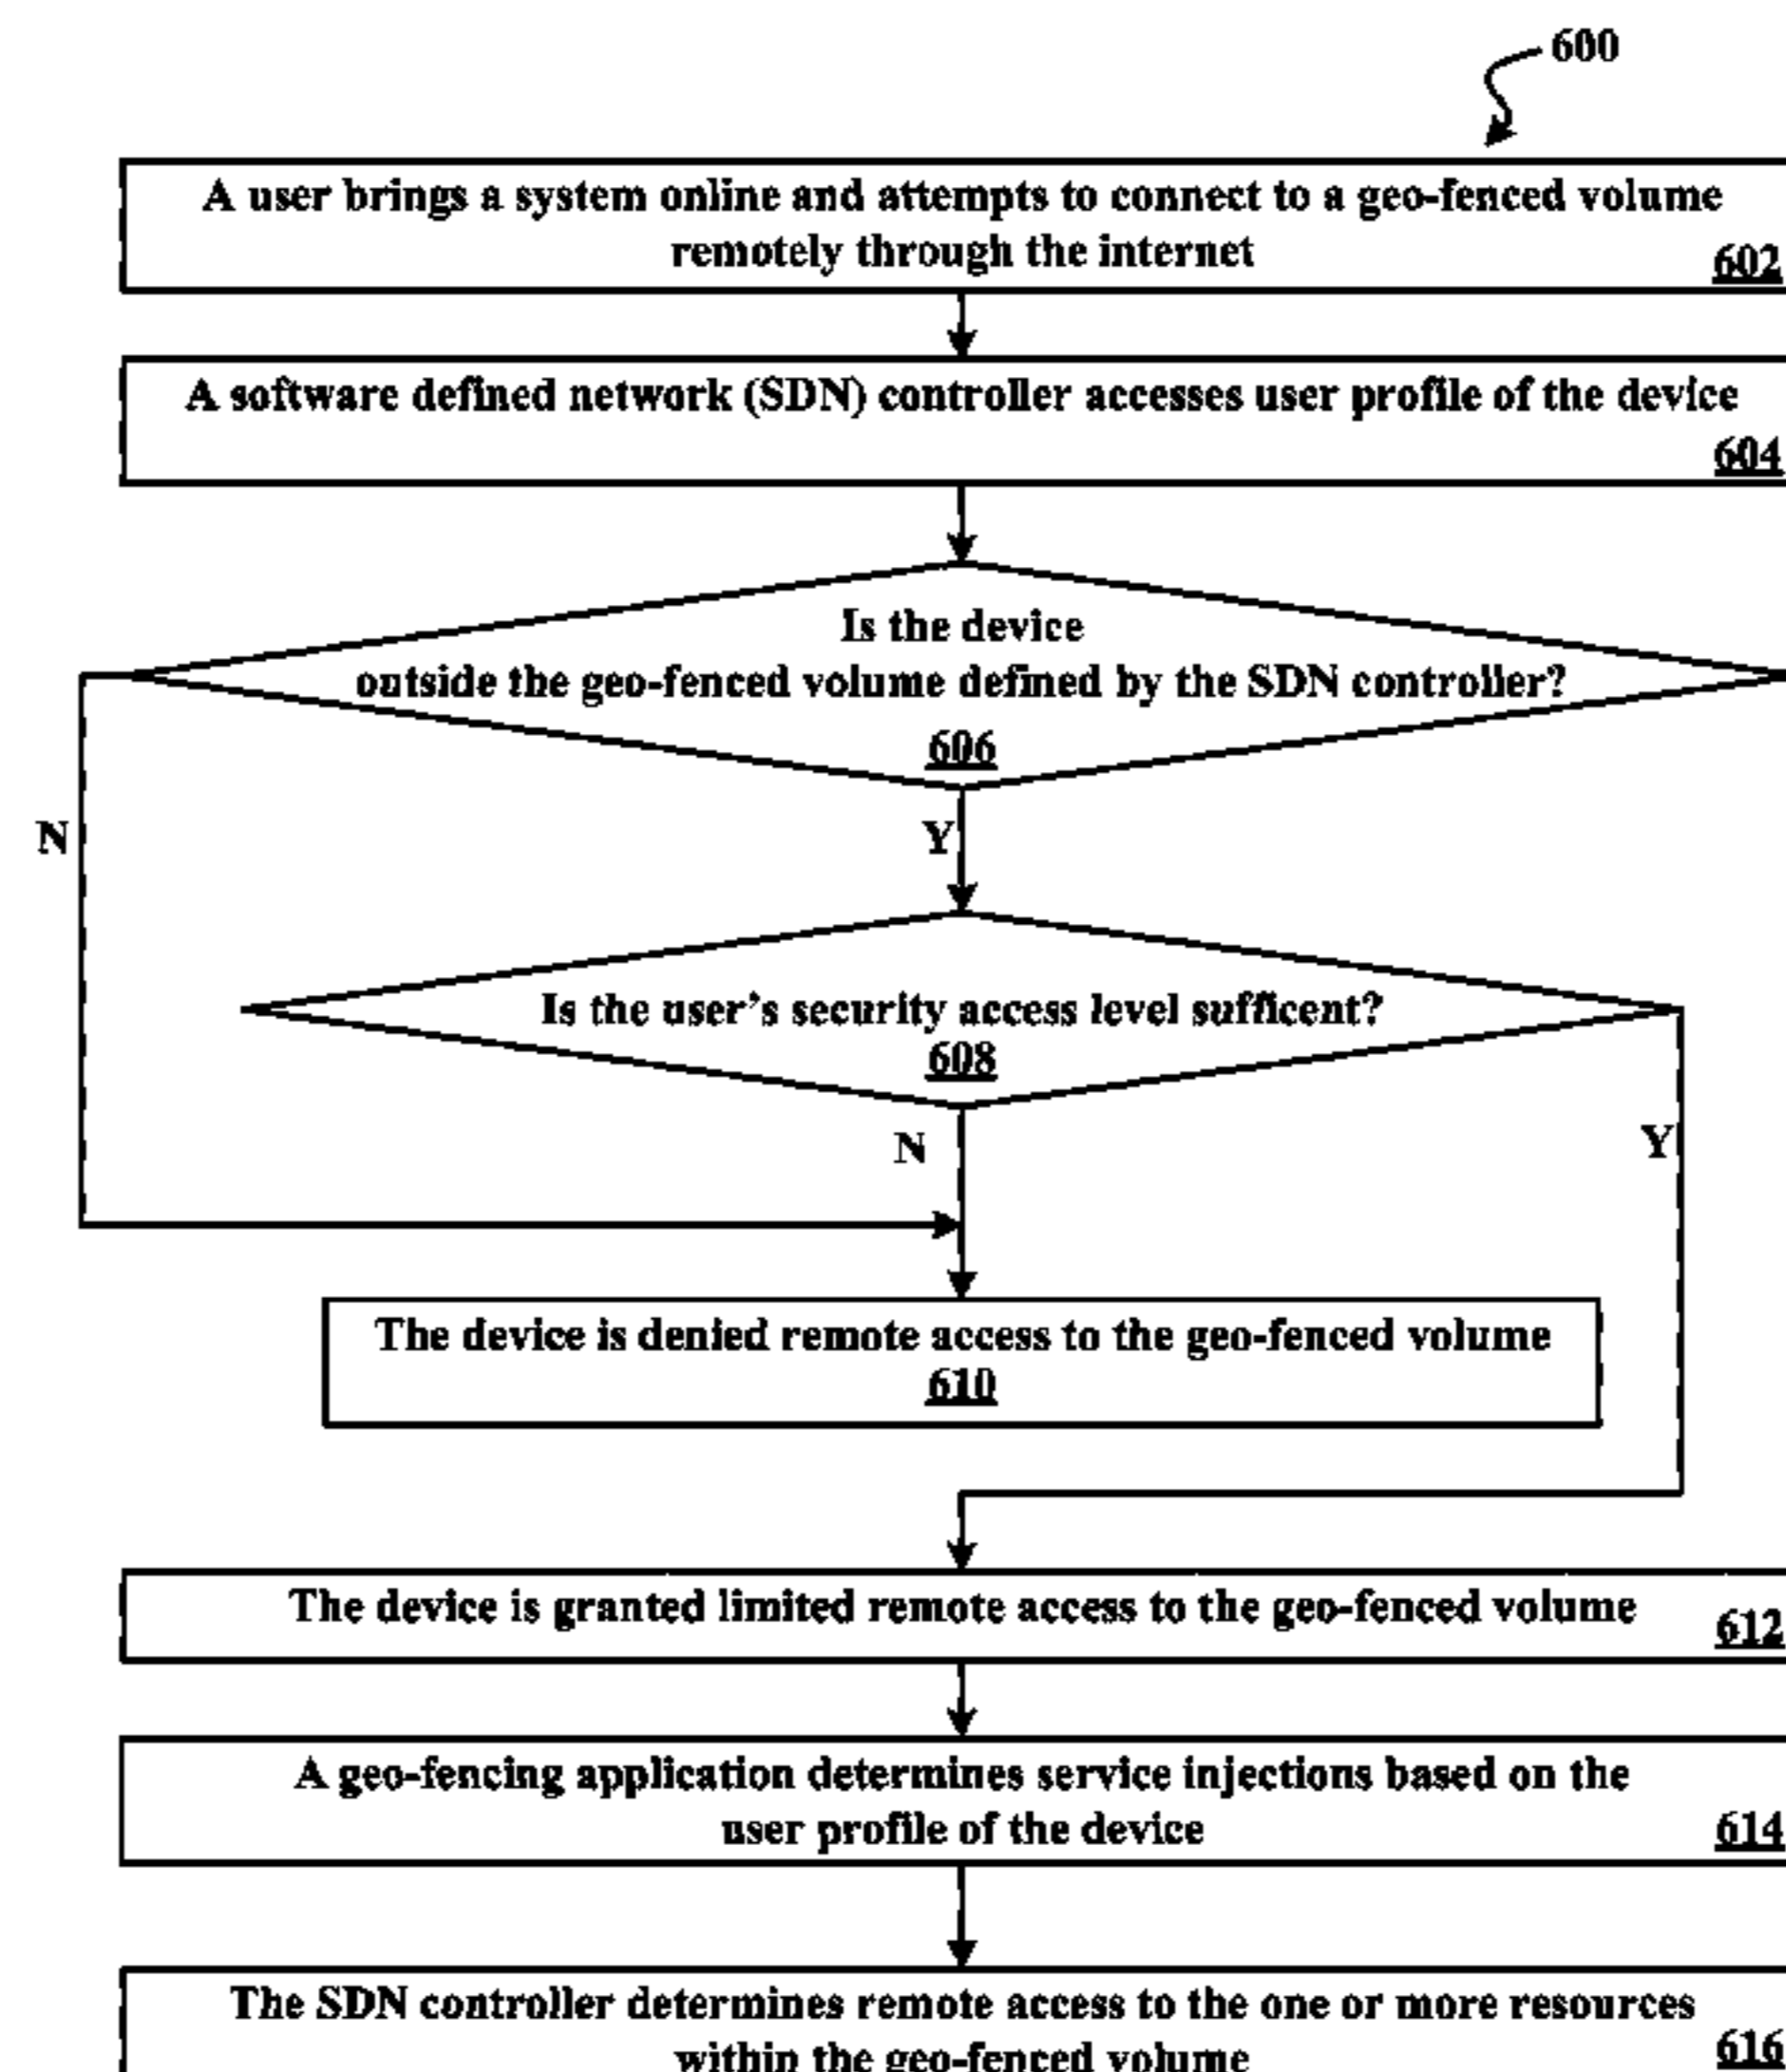 600
A user brings a system online and attempts to connect to a geo-fenced volume
remotely through the internet
602
A software defined network (SDN) controller accesses user profile of the device
604
Is the device
outside the geo-fenced volume defined by the SDN controller?
606
N
Y
Is the user's security access level sufficent?
608
N
Y
The device is denied remote access to the geo-fenced volume
610
The device is granted limited remote access to the geo-fenced volume
612
A geo-fencing application determines service injections based on the
user profile of the device
614
The SDN controller determines remote access to the one or more resources
within the geo-fenced volume
616